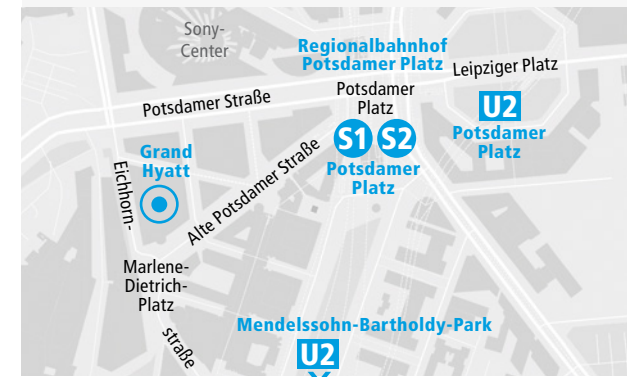 Sony-
Center
Regionalbahnhof
Potsdamer Platz
Leipziger Platz
Potsdamer Straße
Potsdamer
Platz
U2
Potsdamer
Platz
S1 S2
Potsdamer
Platz
Grand
Hyatt
Eichhorn-
Alte Potsdamer Straße
Marlene-
Dietrich-
Platz
straße
Mendelssohn-Bartholdy-Park
U2